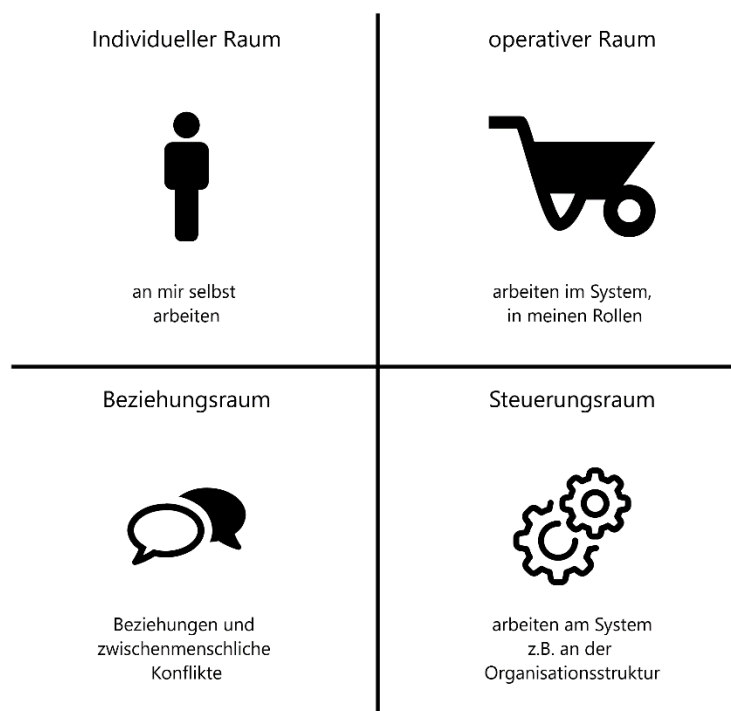 Individueller Raum
operativer Raum
an mir selbst
arbeiten
arbeiten im System,
in meinen Rollen
Beziehungsraum
Steuerungsraum
Beziehungen und
zwischenmenschliche
Konflikte
arbeiten am System
z.B. an der
Organisationsstruktur